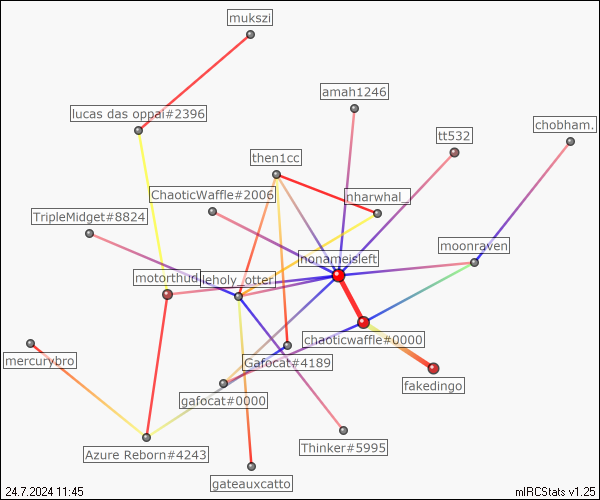 mukszi
amah1246
lucas das oppai#2396
chobham.
tt532
then1cc
ChaoticWaffle#2006
nharwhal_
TripleMidget#8824
moonraven
nonameisleft
motorthud
leholy_otter
chaoticwaffle#0000
mercurybro
Gafocat#4189
fakedingo
gafocat#0000
Azure Reborn#4243
Thinker#5995
gateauxcatto
24.7.2024 11:45
mIRCStats v1.25